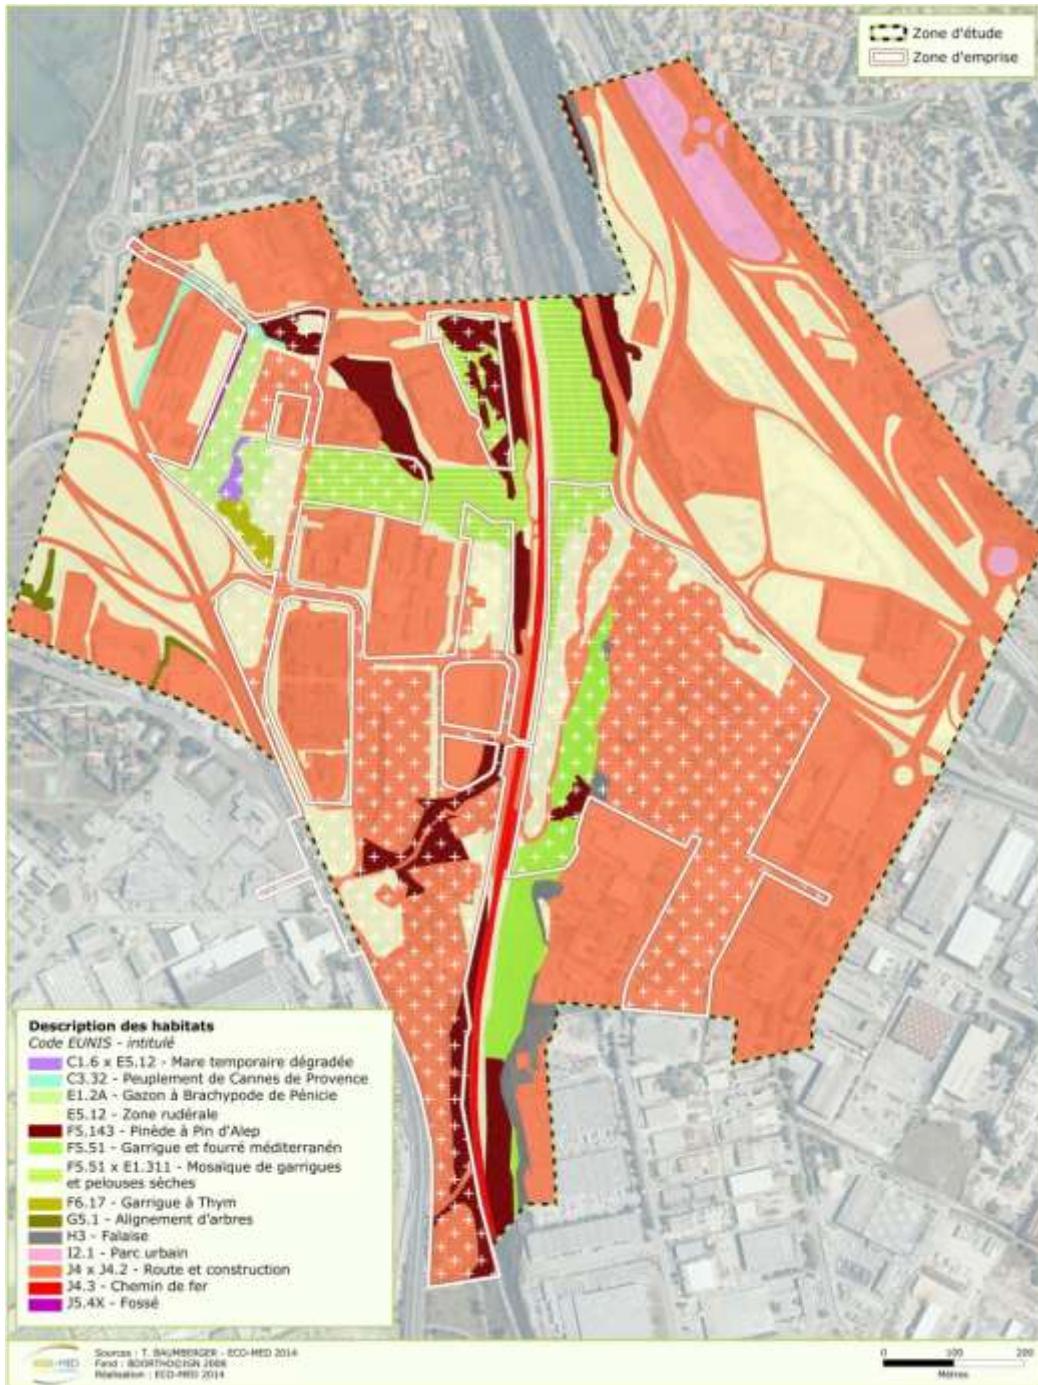 Zone d'étude
Zone d'emprise
Description des habitats
Code EUNIS - intitulé
C1.6 x E5.12 - Mare temporaire dégradée
C3.32 - Peuplement de Cannes de Provence
E1.2A - Gazon à Brachypode de Pénicie
E5.12 - Zone rudérale
F5.143 - Pinède à Pin d'Alep
F5.51 - Garrigue et fourré méditerranén
F5.51 x E1.311 - Mosaïque de garrigues
et pelouses sèches
F6.17 - Garrigue à Thym
G5.1 - Alignement d'arbres
H3 - Falaise
I2.1 - Parc urbain
J4 x J4.2 - Route et construction
J4.3 - Chemin de fer
J5.4X - Fossé
Sources : T. BAUMBERGER - ECO-MED 2014
Fond : BDORTHO©IGN 2008
Réalisation : ECO-MED 2014
0 100 200
Mètres